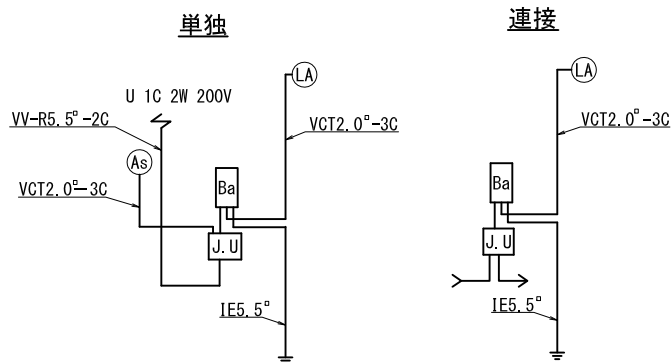 単独
連接
LA
LA
U 1C 2W 200V
VV-R5.5□-2C
VCT2.0□-3C
VCT2.0□-3C
As
Ba
Ba
VCT2.0□-3C
J.U
J.U
IE5.5□
IE5.5□